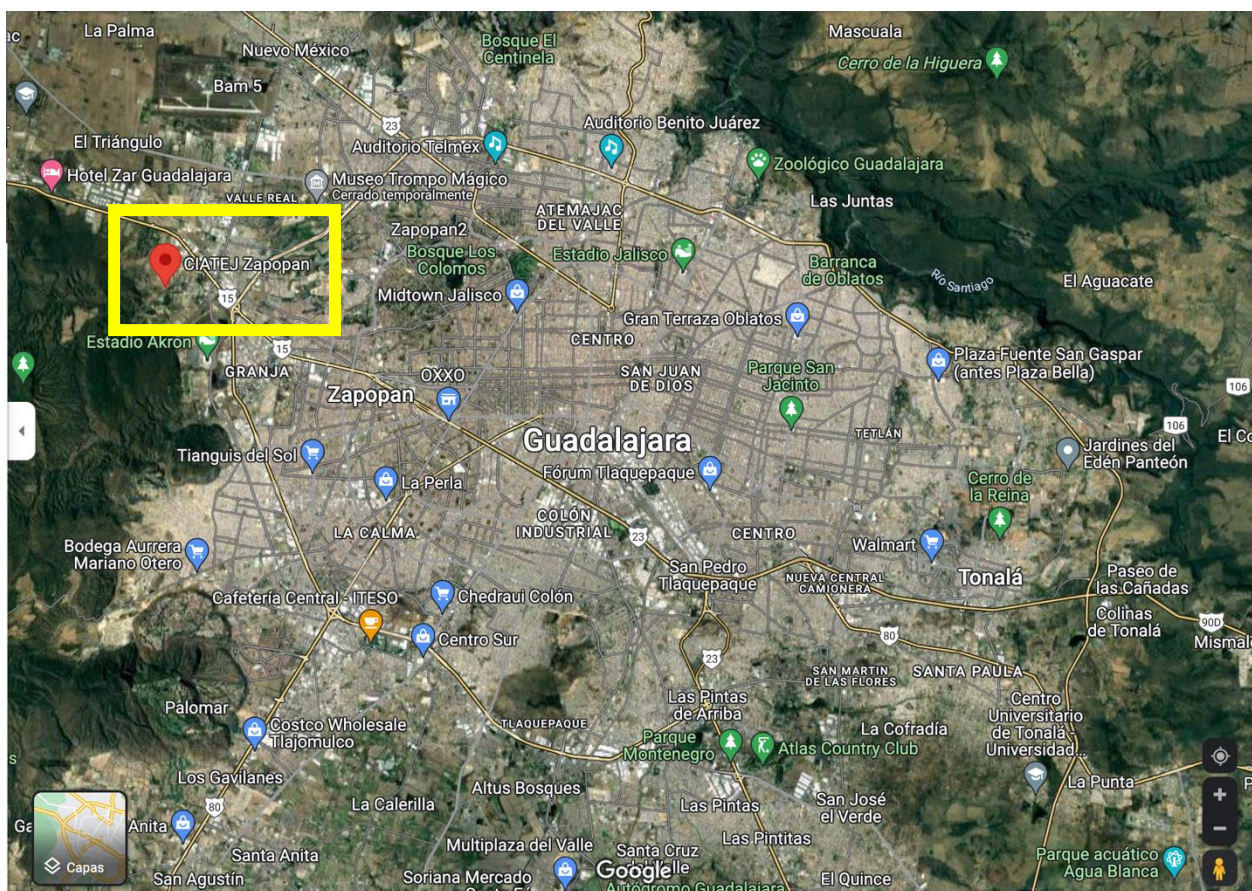 La Palma
Nuevo México
Bosque El
Centinela
Mascuala
Cerro de la Higuera
Bam 5
23
Auditorio Benito Juárez
El Triángulo
Auditorio Telmex
Zoológico Guadalajara
Hotel Zar Guadalajara
Museo Trompo Mágico
Cerrado temporalmente
VALLE REAL
Las Juntas
ATEMAJAC
DEL VALLE
Zapopan2
Bosque Los
Colomos
Estadio Jalisco
Barranca
de Oblatos
CIATEJ Zapopan
Río Santiago
El Aguacate
Midtown Jalisco
15
Gran Terraza Oblatos
Estadio Akron
15
CENTRO
Plaza Fuente San Gaspar
(antes Plaza Bella)
GRANJA
SAN JUAN
DE DIOS
Parque San
Jacinto
OXXO
Zapopan
106
106
TETLÁN
Guadalajara
Jardines del
Edén Panteón
Tianguis del Sol
Fórum Tlaquepaque
La Perla
Cerro de
la Reina
LA CALMA
COLÓN
INDUSTRIAL
23
CENTRO
Walmart
Bodega Aurrera
Mariano Otero
San Pedro
Tlaquepaque
NUEVA CENTRAL
CAMIONERA
Tonalá
Paseo de
las Cañadas
Cafetería Central - ITESO
Chedraui Colón
Colinas
de Tonalá
90D
Centro Sur
80
23
SAN MARTIN
DE LAS FLORES
SANTA PAULA
Palomar
Las Pintas
de Arriba
Centro
Universitario
de Tonalá -
Universidad...
Costco Wholesale
Tlajomulco
TLAQUEPAQUE
La Cofradía
Parque
Montenegro
Atlas Country Club
Los Gavilanes
La Punta
Altus Bosques
80
La Calerilla
Las Pintas
San José
el Verde
Capas
Anita
Santa Anita
Multiplaza del Valle
Las Pintitas
Santa Cruz
Google
San Agustín
Soriana Mercado
Autódromo Guadalajara
El Quince
Parque acuático
Agua Blanca